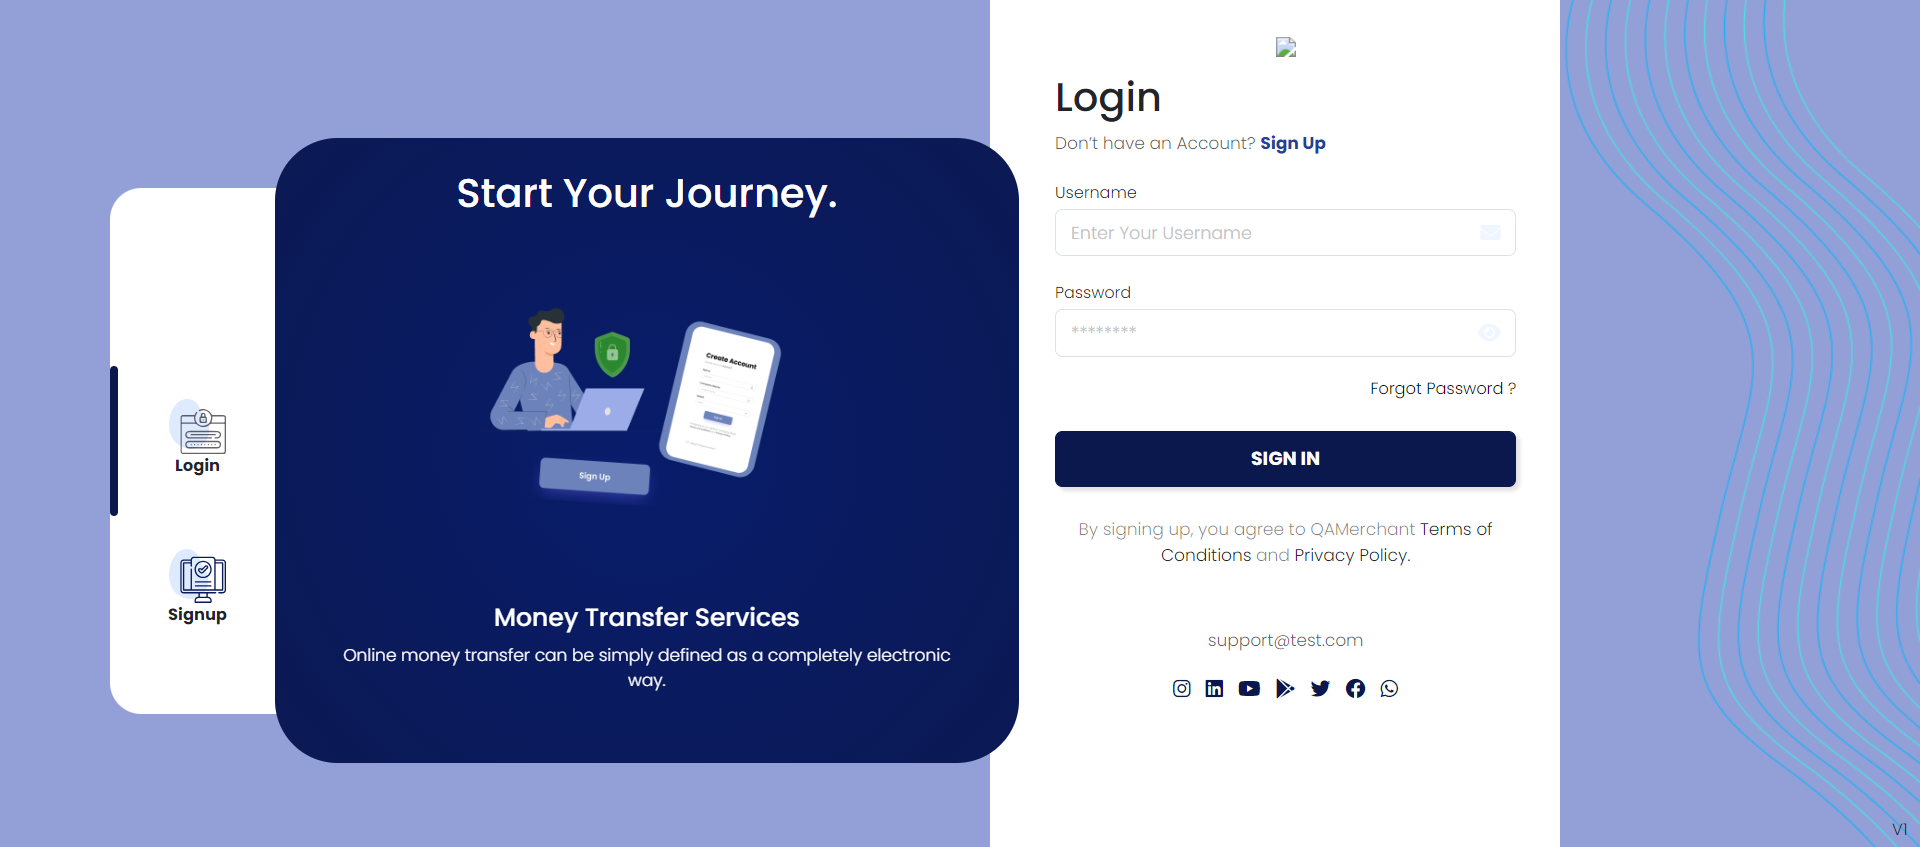 Login
Signup
Start Your Journey.
Create Account
Sign Up
Money Transfer Services
Online money transfer can be simply defined as a completely electronic
way.
Login
Don’t have an Account? Sign Up
Username
Enter Your Username
Password
********
Forgot Password ?
SIGN IN
By signing up, you agree to QAMerchant Terms of
Conditions and Privacy Policy.
support@test.com
V1